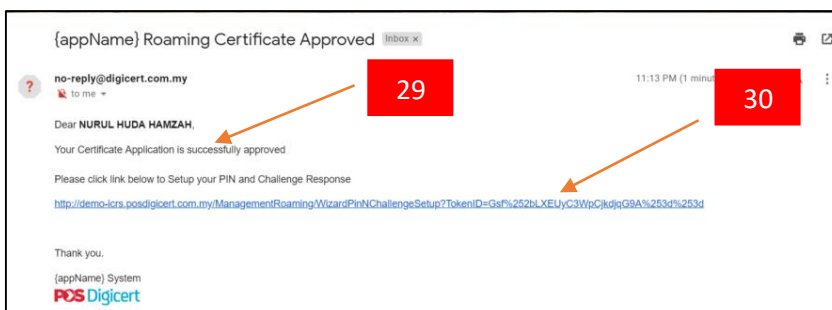 {appName} Roaming Certificate Approved Inbox x
no-reply@digicert.com.my 11:13 PM (1 minut
29
30
? to me
Dear NURUL HUDA HAMZAH,
Your Certificate Application is successfully approved
Please click link below to Setup your PIN and Challenge Response
http://demo-icrs.posdigicert.com.my/ManagementRoaming/WizardPinNChallengeSetup?TokenID=Gsf%252bLXEUyC3WpCjkdjqG9A%253d%253d
Thank you.
{appName} System
POS Digicert